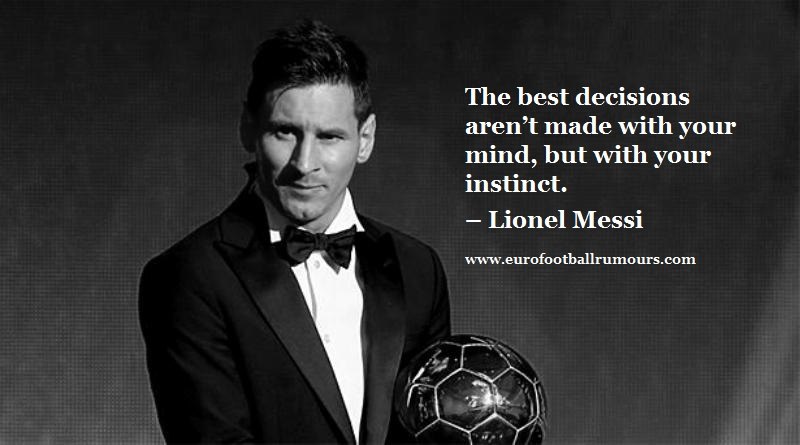 The best decisions
aren’t made with your
mind, but with your
instinct.
– Lionel Messi
www.eurofootballrumours.com